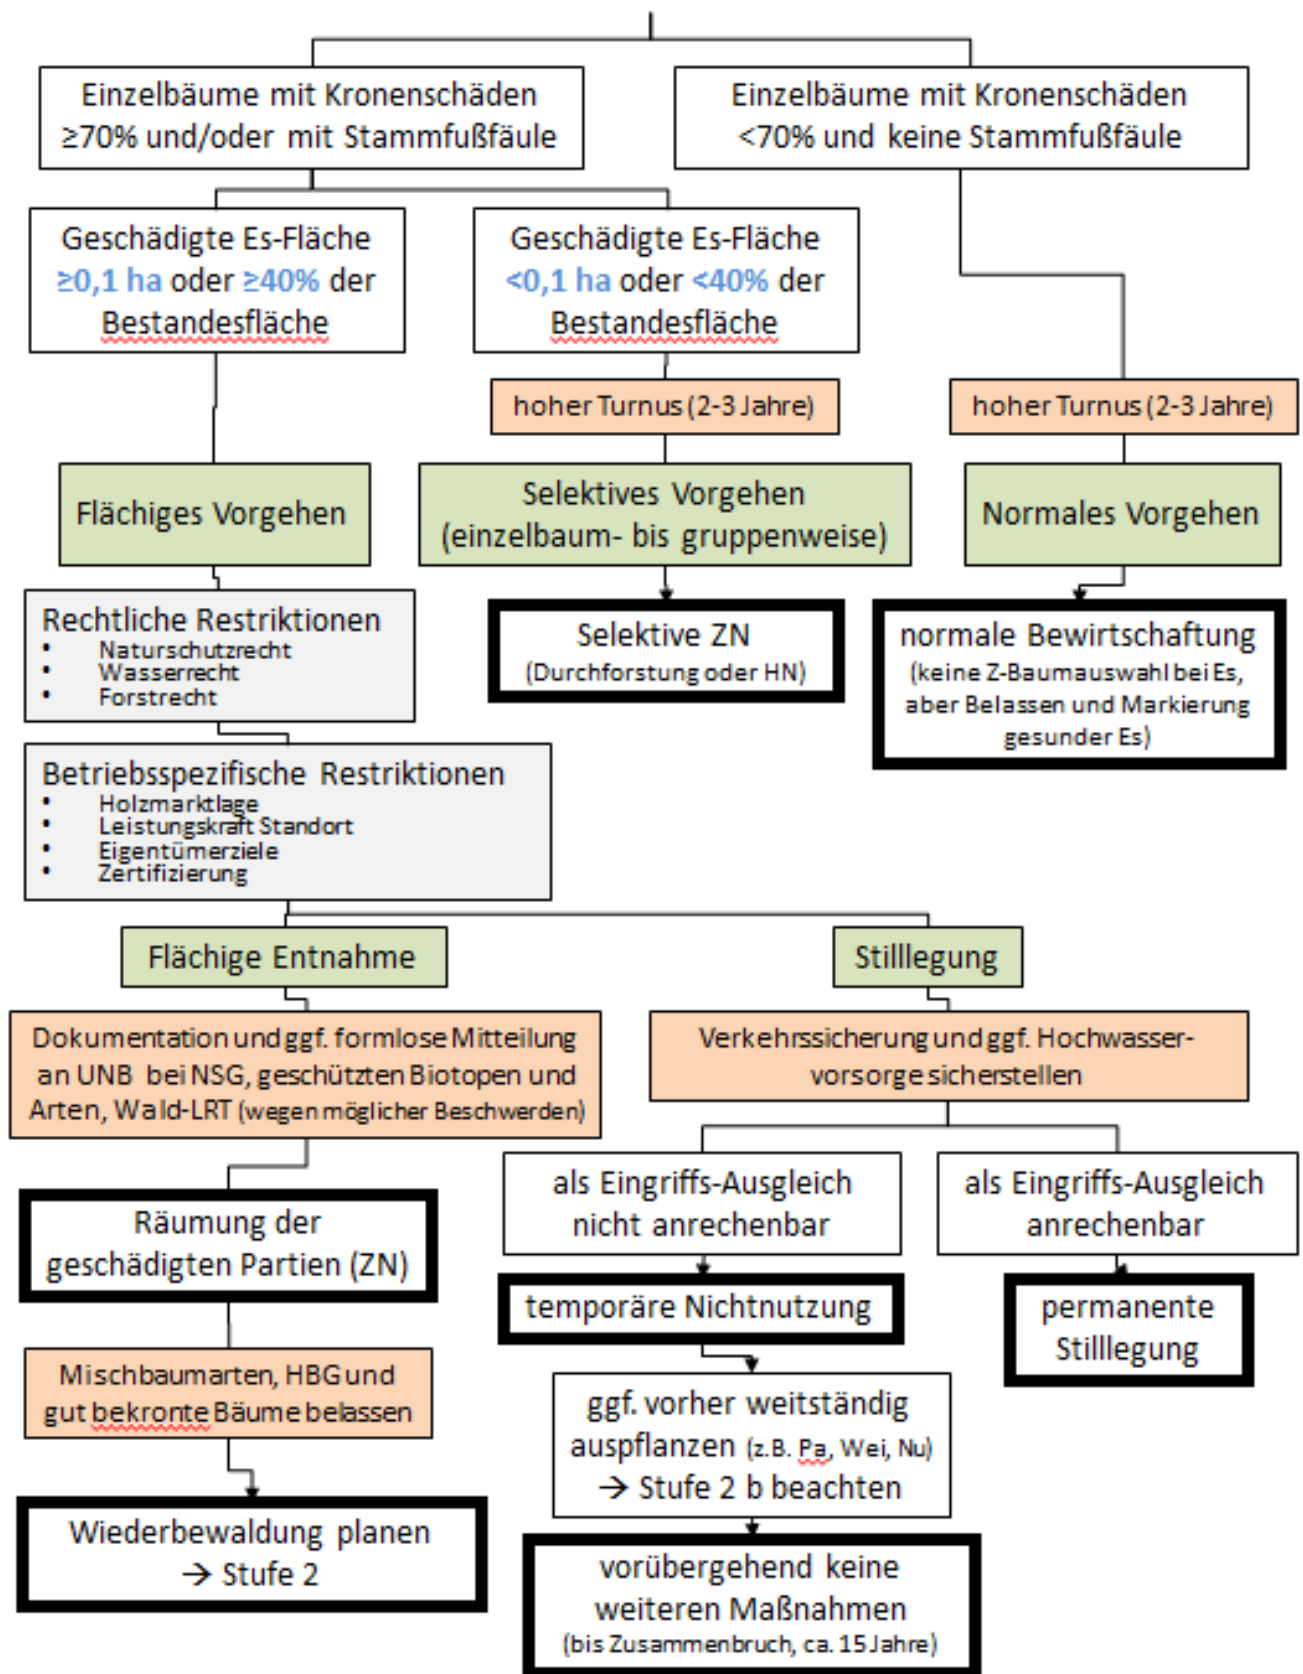 Einzelbäume mit Kronenschäden
≥70% und/oder mit Stammfußfäule
Einzelbäume mit Kronenschäden
<70% und keine Stammfußfäule
Geschädigte Es-Fläche
≥0,1 ha oder ≥40% der
Bestandesfläche
Geschädigte Es-Fläche
<0,1 ha oder <40% der
Bestandesfläche
hoher Turnus (2-3 Jahre)
hoher Turnus (2-3 Jahre)
Flächiges Vorgehen
Selektives Vorgehen
(einzelbaum- bis gruppenweise)
Normales Vorgehen
Rechtliche Restriktionen
• Naturschutzrecht
• Wasserrecht
• Forstrecht
Selektive ZN
(Durchforstung oder HN)
normale Bewirtschaftung
(keine Z-Baumauswahl bei Es,
aber Belassen und Markierung
gesunder Es)
Betriebsspezifische Restriktionen
• Holzmarktlage
• Leistungskraft Standort
• Eigentümerziele
• Zertifizierung
Flächige Entnahme
Stilllegung
Dokumentation und ggf. formlose Mitteilung
an UNB bei NSG, geschützten Biotopen und
Arten, Wald-LRT (wegen möglicher Beschwerden)
Verkehrssicherung und ggf. Hochwasser-
vorsorge sicherstellen
Räumung der
geschädigten Partien (ZN)
als Eingriffs-Ausgleich
nicht anrechenbar
als Eingriffs-Ausgleich
anrechenbar
temporäre Nichtnutzung
permanente
Stilllegung
Mischbaumarten, HBG und
gut bekronte Bäume belassen
ggf. vorher weitständig
auspflanzen (z.B. Pa, Wei, Nu)
→ Stufe 2 b beachten
Wiederbewaldung planen
→ Stufe 2
vorübergehend keine
weiteren Maßnahmen
(bis Zusammenbruch, ca. 15 Jahre)